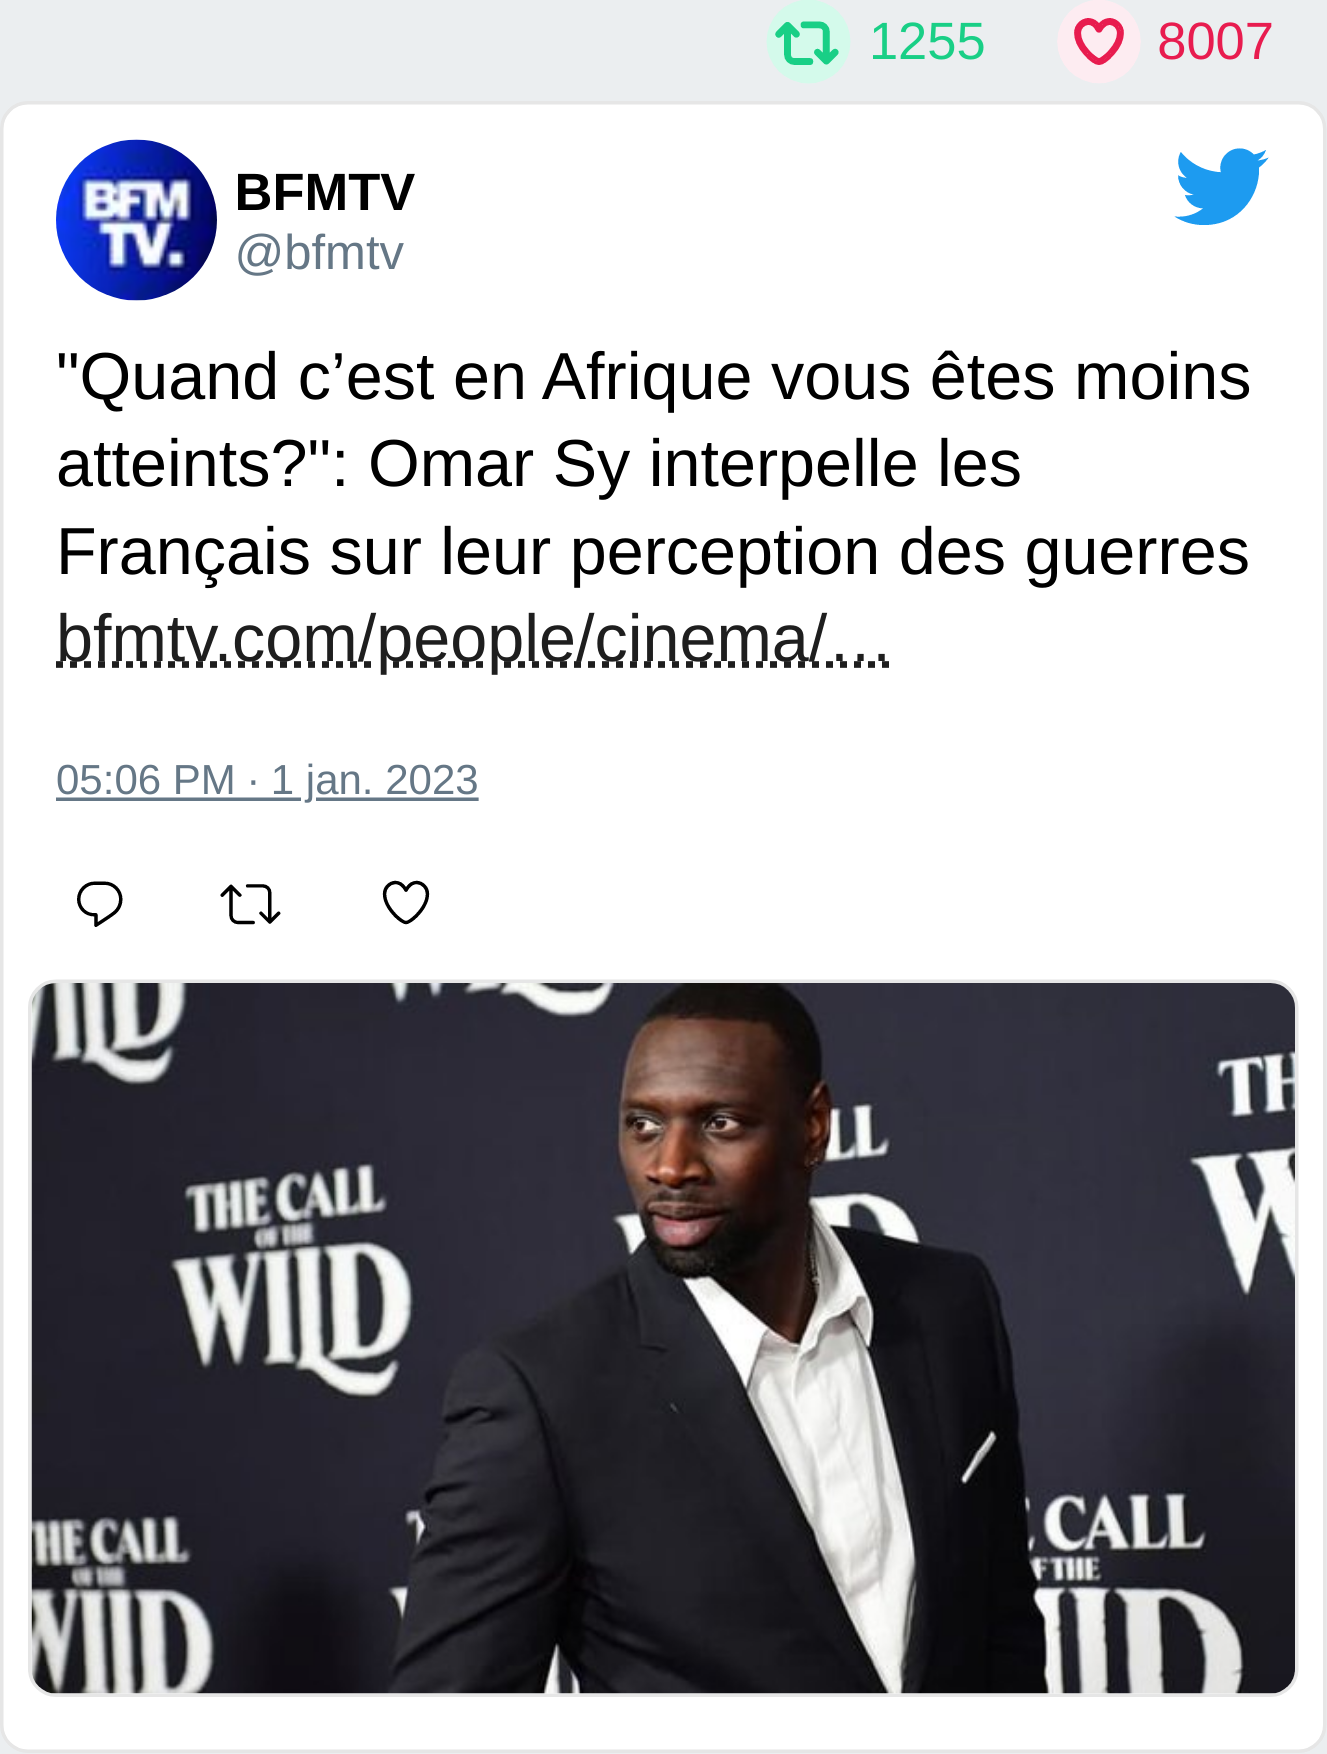 1255 8007
BFM
TV.
BFMTV
@bfmtv
"Quand c’est en Afrique vous êtes moins
atteints?": Omar Sy interpelle les
Français sur leur perception des guerres
bfmtv.com/people/cinema/…
05:06 PM · 1 jan. 2023
ILD
TH
W
LL
D
THE CALL
OF THE
WILD
HE CALL
OF THE
WILD
CALL
F THE
ILD